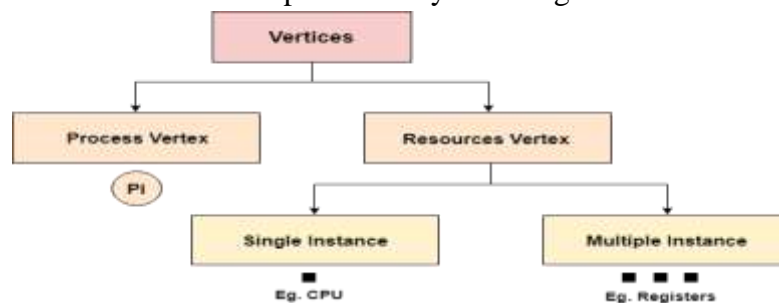 Vertices
Process Vertex
Resources Vertex
Pi
Single Instance
Multiple Instance
Eg. CPU
Eg. Registers